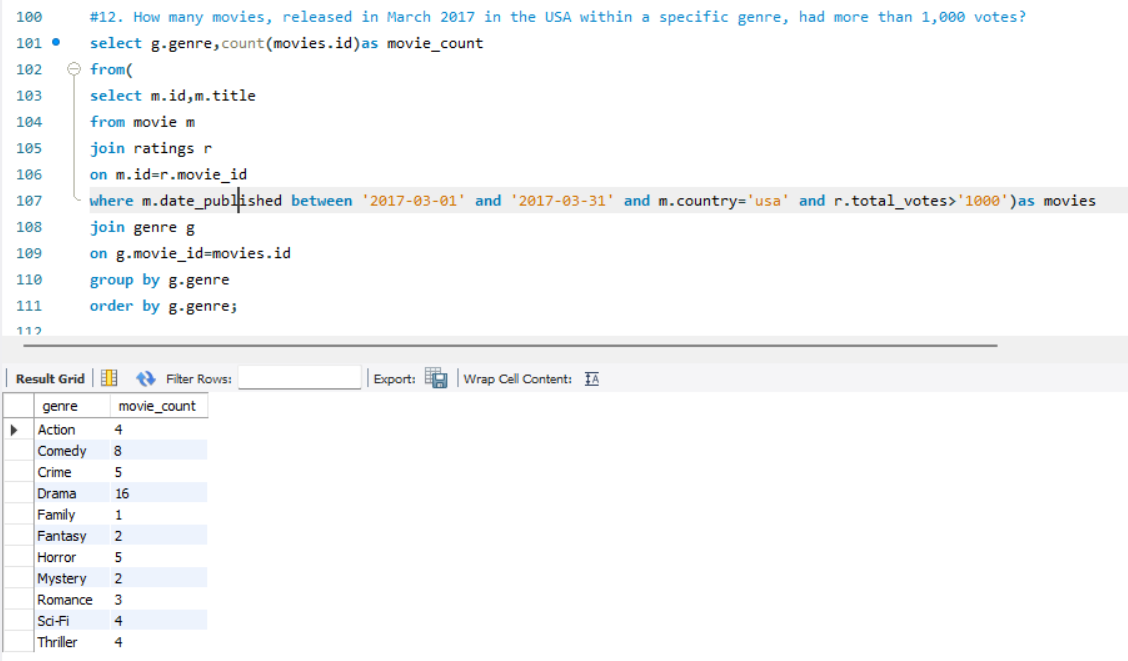 100 #12. How many movies, released in March 2017 in the USA within a specific genre, had more than 1,000 votes?
101 select g.genre,count(movies.id)as movie_count
102 from(
103 select m.id,m.title
104 from movie m
105 join ratings r
106 on m.id=r.movie_id
107 where m.date_published between '2017-03-01' and '2017-03-31' and m.country='usa' and r.total_votes>'1000')as movies
108 join genre g
109 on g.movie_id=movies.id
110 group by g.genre
111 order by g.genre;
112
Result Grid Filter Rows: Export: Wrap Cell Content:
genre movie_count
Action 4
Comedy 8
Crime 5
Drama 16
Family 1
Fantasy 2
Horror 5
Mystery 2
Romance 3
Sci-Fi 4
Thriller 4